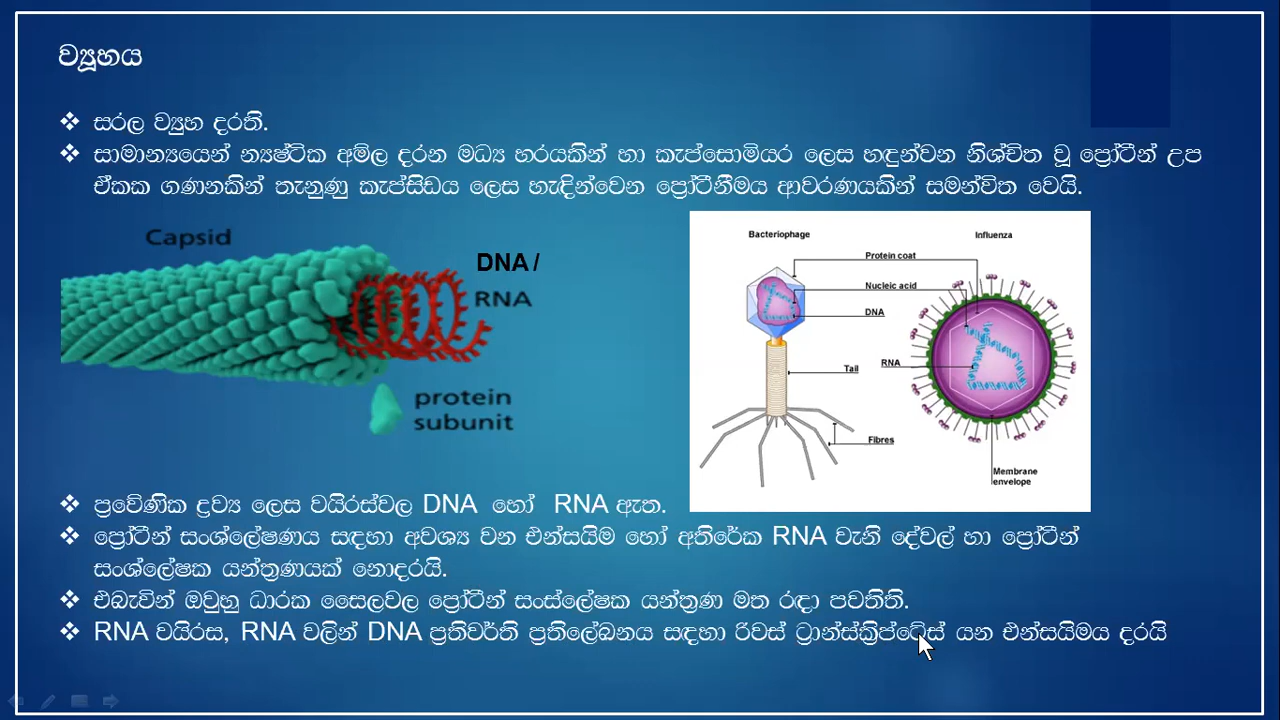 ව්‍යුහය
❖ සරල ව්‍යුහ දරති.
❖ සාමාන්‍යයෙන් න්‍යෂ්ටික අම්ල දරන මධ්‍ය හරයකින් හා කැප්සොමියර ලෙස හඳුන්වන නිශ්චිත වූ ප්‍රෝටීන් උප
ඒකක ගණනකින් තැනුණු කැප්සිඩය ලෙස හැඳින්වෙන ප්‍රෝටීනීමය ආවරණයකින් සමන්විත වෙයි.
Capsid
DNA /
RNA
protein
subunit
Bacteriophage
Influenza
Protein coat
Nucleic acid
DNA
RNA
Tail
Fibres
Membrane
envelope
❖ ප්‍රවේණික ද්‍රව්‍ය ලෙස වයිරස්වල DNA හෝ RNA ඇත.
❖ ප්‍රෝටීන් සංශ්ලේෂණය සඳහා අවශ්‍ය වන එන්සයිම හෝ අතිරේක RNA වැනි දේවල් හා ප්‍රෝටීන්
සංශ්ලේෂක යන්ත්‍රණයක් නොදරයි.
❖ එබැවින් ඔවුහු ධාරක සෛලවල ප්‍රෝටීන් සංස්ලේෂක යන්ත්‍රණ මත රඳා පවතිති.
❖ RNA වයිරස, RNA වලින් DNA ප්‍රතිවර්ති ප්‍රතිලේඛනය සඳහා රිවස් ට්‍රාන්ස්ක්‍රිප්ටේස් යන එන්සයිමය දරයි